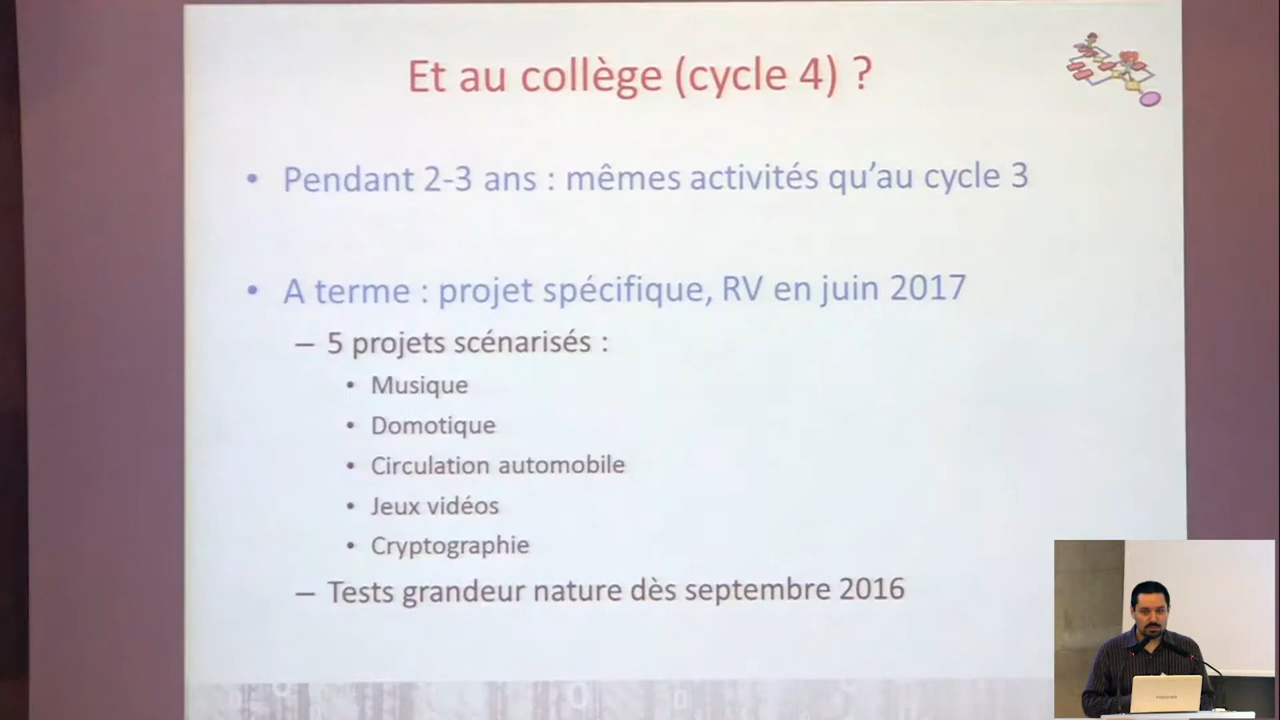 Et au collège (cycle 4) ?
• Pendant 2-3 ans : mêmes activités qu'au cycle 3
• A terme : projet spécifique, RV en juin 2017
– 5 projets scénarisés :
• Musique
• Domotique
• Circulation automobile
• Jeux vidéos
• Cryptographie
– Tests grandeur nature dès septembre 2016